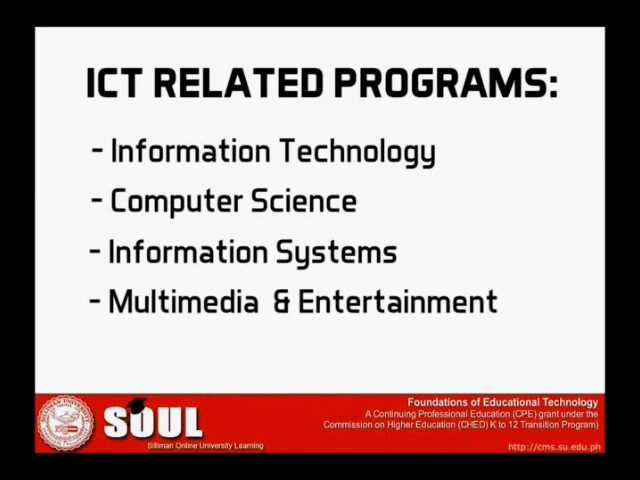 ICT RELATED PROGRAMS:
- Information Technology
- Computer Science
- Information Systems
- Multimedia & Entertainment
SOUL
Silliman Online University Learning
Foundations of Educational Technology
A Continuing Professional Education (CPE) grant under the
Commission on Higher Education (CHED) K to 12 Transition Program)
http://cms.su.edu.ph